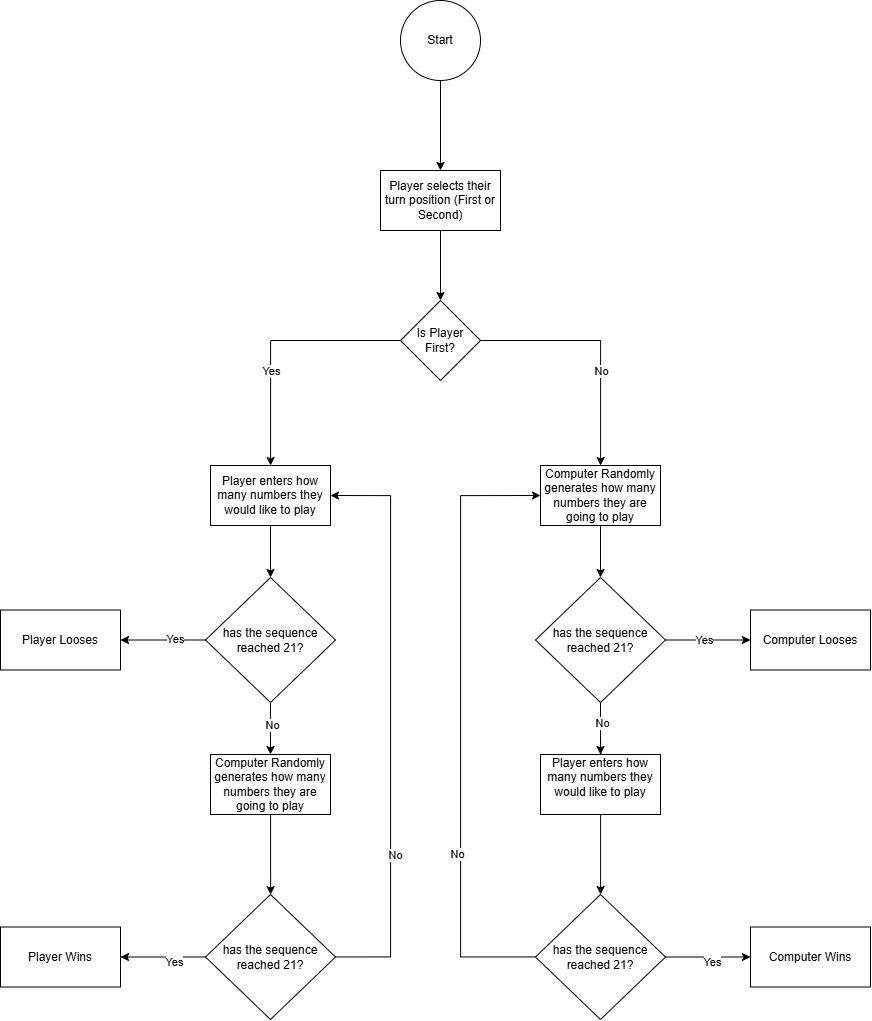 Start
Player selects their
turn position (First or
Second)
Is Player
First?
Yes
No
Player enters how
many numbers they
would like to play
Computer Randomly
generates how many
numbers they are
going to play
Player Looses
Yes
has the sequence
reached 21?
has the sequence
reached 21?
Yes
Computer Looses
No
No
Computer Randomly
generates how many
numbers they are
going to play
Player enters how
many numbers they
would like to play
No
No
Player Wins
Yes
has the sequence
reached 21?
has the sequence
reached 21?
Yes
Computer Wins